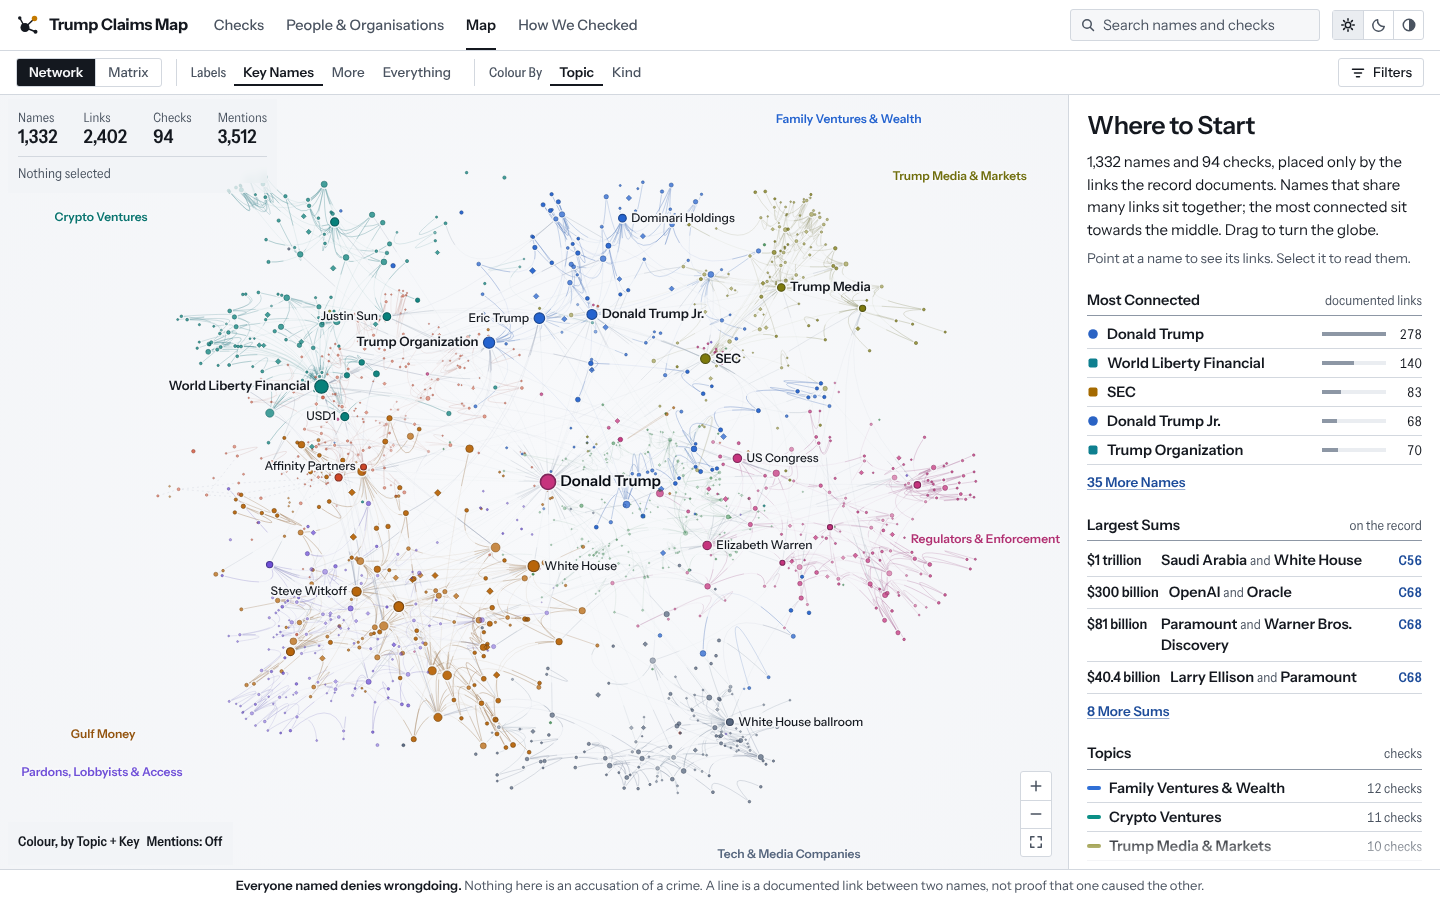 Trump Claims Map
Checks
People & Organisations
Map
How We Checked
Search names and checks
Network
Matrix
Labels
Key Names
More
Everything
Colour By
Topic
Kind
Filters
Names
Links
Checks
Mentions
1,332
2,402
94
3,512
Nothing selected
Family Ventures & Wealth
Trump Media & Markets
Crypto Ventures
Dominari Holdings
Trump Media
Justin Sun
Eric Trump
Donald Trump Jr.
Trump Organization
SEC
World Liberty Financial
USD1
Affinity Partners
US Congress
Donald Trump
Regulators & Enforcement
Elizabeth Warren
White House
Steve Witkoff
White House ballroom
Gulf Money
Pardons, Lobbyists & Access
Tech & Media Companies
Colour, by Topic + Key Mentions: Off
Where to Start
1,332 names and 94 checks, placed only by the
links the record documents. Names that share
many links sit together; the most connected sit
towards the middle. Drag to turn the globe.
Point at a name to see its links. Select it to read them.
Most Connected documented links
Donald Trump 278
World Liberty Financial 140
SEC 83
Donald Trump Jr. 68
Trump Organization 70
35 More Names
Largest Sums on the record
$1 trillion Saudi Arabia and White House C56
$300 billion OpenAI and Oracle C68
$81 billion Paramount and Warner Bros. C68
Discovery
$40.4 billion Larry Ellison and Paramount C68
8 More Sums
Topics checks
Family Ventures & Wealth 12 checks
Crypto Ventures 11 checks
Trump Media & Markets 10 checks
Everyone named denies wrongdoing. Nothing here is an accusation of a crime. A line is a documented link between two names, not proof that one caused the other.